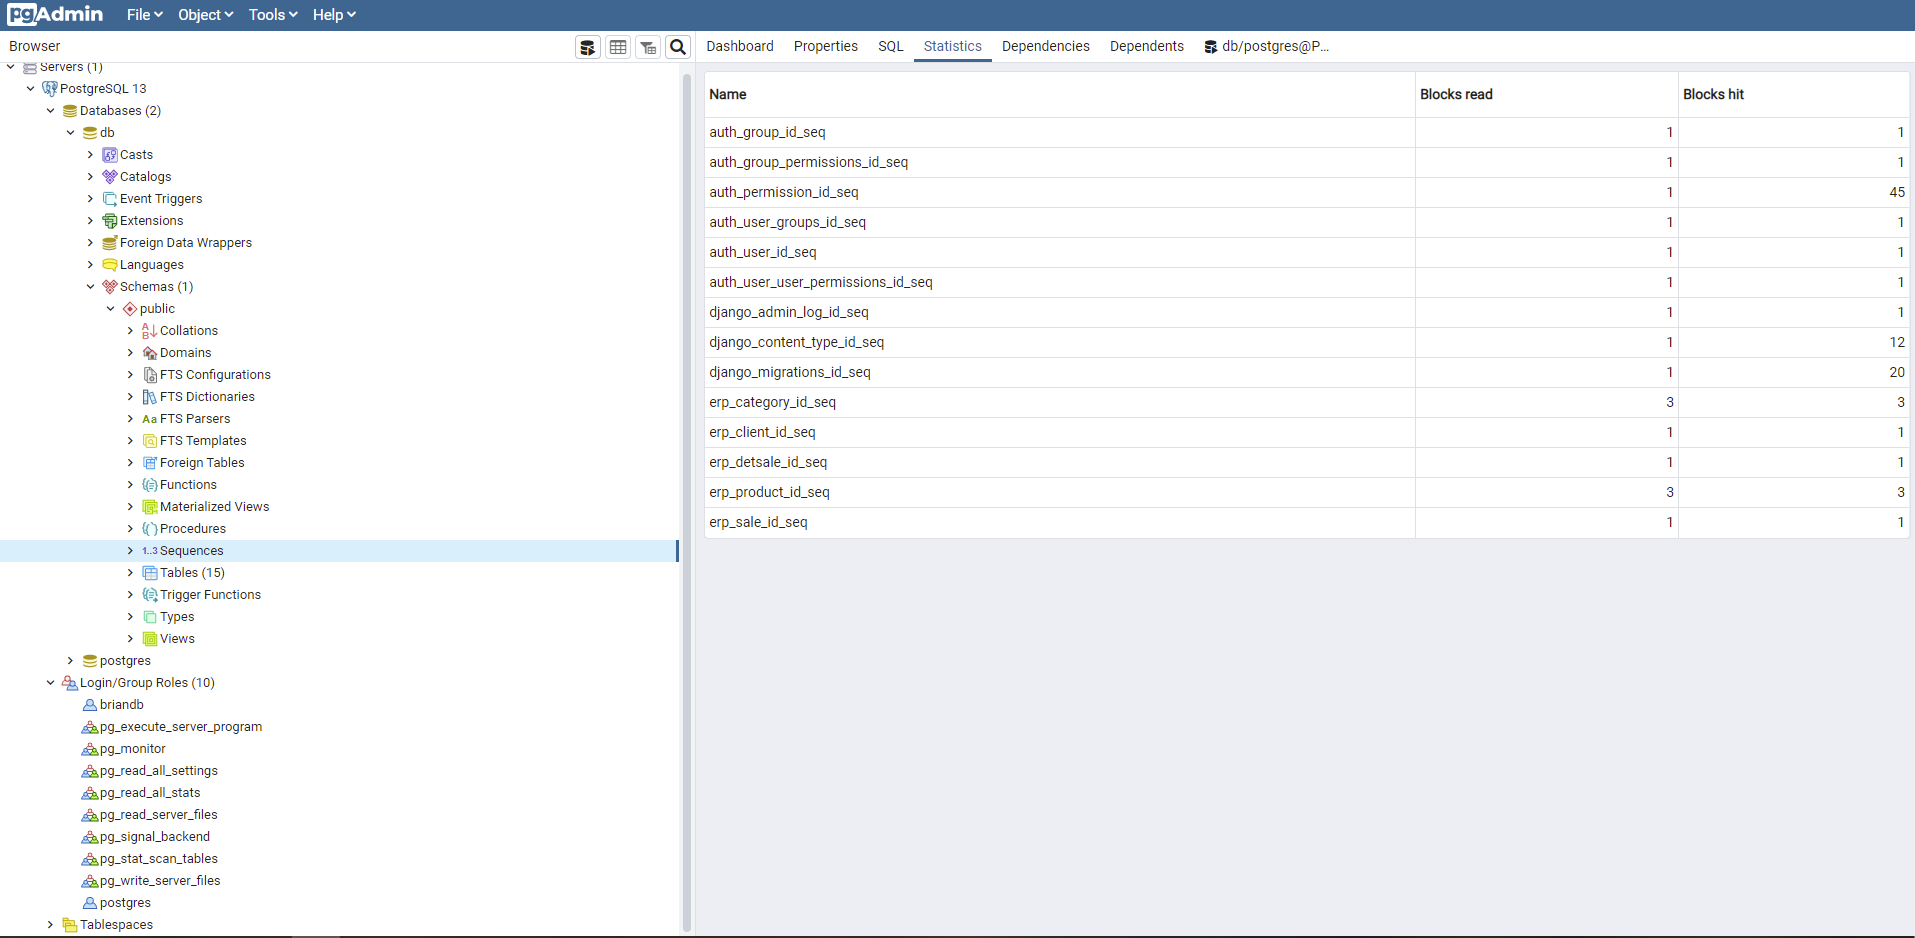 pgAdmin File Object Tools Help
Browser
Servers (1)
PostgreSQL 13
Databases (2)
db
Casts
Catalogs
Event Triggers
Extensions
Foreign Data Wrappers
Languages
Schemas (1)
public
Collations
Domains
FTS Configurations
FTS Dictionaries
Aa FTS Parsers
FTS Templates
Foreign Tables
Functions
Materialized Views
Procedures
1..3 Sequences
Tables (15)
Trigger Functions
Types
Views
postgres
Login/Group Roles (10)
briandb
pg_execute_server_program
pg_monitor
pg_read_all_settings
pg_read_all_stats
pg_read_server_files
pg_signal_backend
pg_stat_scan_tables
pg_write_server_files
postgres
Tablespaces
Dashboard Properties SQL Statistics Dependencies Dependents db/postgres@P...
Name Blocks read Blocks hit
auth_group_id_seq 1 1
auth_group_permissions_id_seq 1 1
auth_permission_id_seq 1 45
auth_user_groups_id_seq 1 1
auth_user_id_seq 1 1
auth_user_user_permissions_id_seq 1 1
django_admin_log_id_seq 1 1
django_content_type_id_seq 1 12
django_migrations_id_seq 1 20
erp_category_id_seq 3 3
erp_client_id_seq 1 1
erp_detsale_id_seq 1 1
erp_product_id_seq 3 3
erp_sale_id_seq 1 1